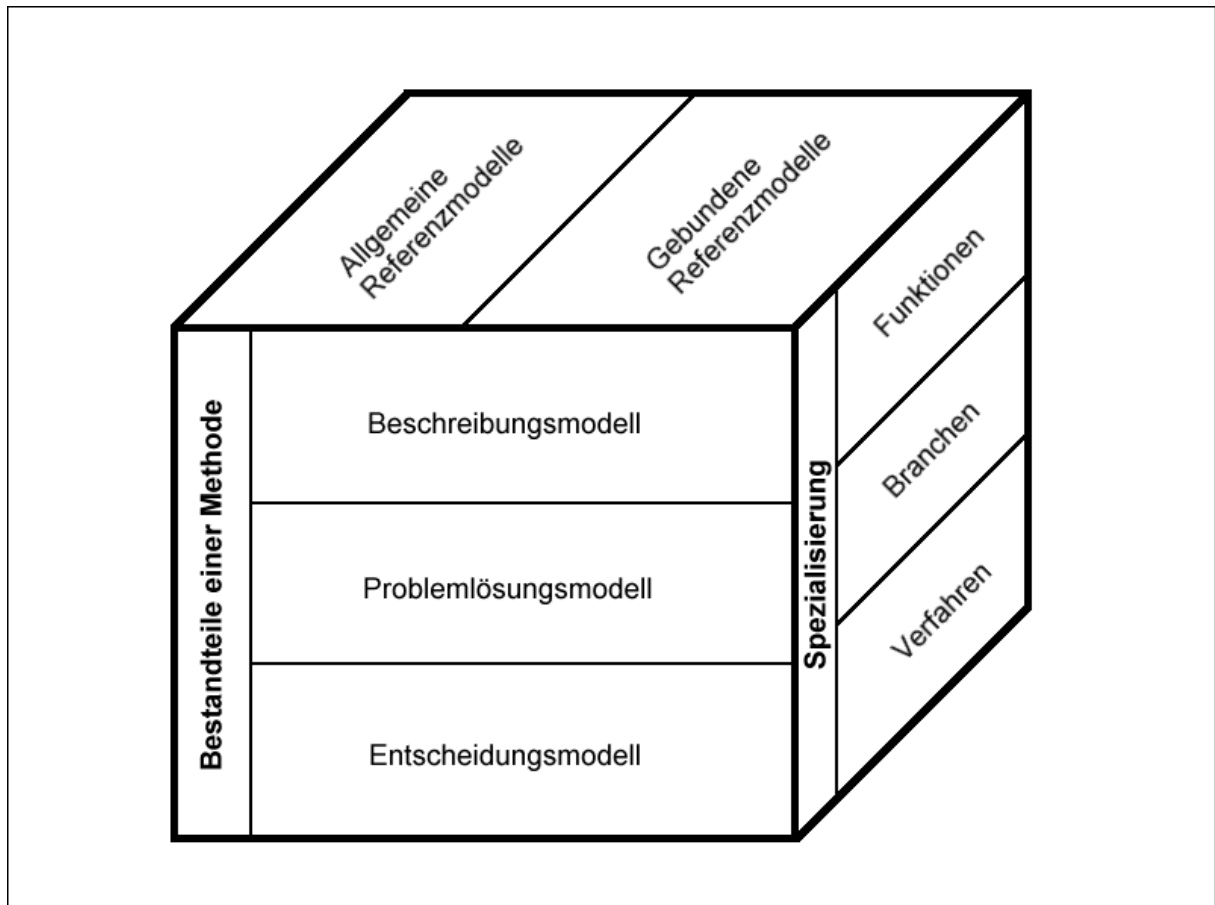 Allgemeine
Referenzmodelle
Gebundene
Referenzmodelle
Bestandteile einer Methode
Beschreibungsmodell
Problemlösungsmodell
Entscheidungsmodell
Spezialisierung
Funktionen
Branchen
Verfahren